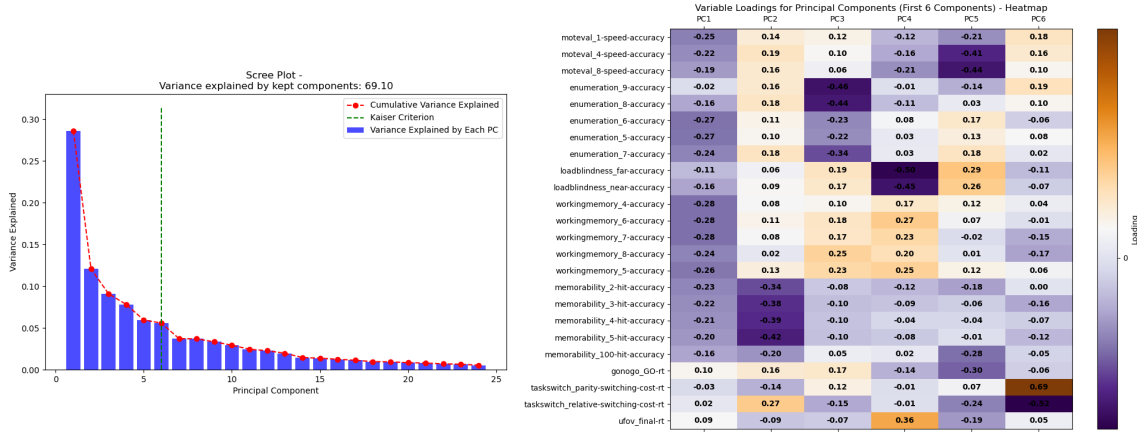 Scree Plot -
Variance explained by kept components: 69.10
Cumulative Variance Explained
Kaiser Criterion
Variance Explained by Each PC
Variance Explained
0.30
0.25
0.20
0.15
0.10
0.05
0.00
0 5 10 15 20 25
Principal Component
Variable Loadings for Principal Components (First 6 Components) - Heatmap
PC1 PC2 PC3 PC4 PC5 PC6
moteval_1-speed-accuracy -0.25 0.14 0.12 -0.12 -0.21 0.18
moteval_4-speed-accuracy -0.22 0.19 0.10 -0.16 -0.41 0.16
moteval_8-speed-accuracy -0.19 0.16 0.06 -0.21 -0.44 0.10
enumeration_9-accuracy -0.02 0.16 -0.46 -0.01 -0.14 0.19
enumeration_8-accuracy -0.16 0.18 -0.44 -0.11 0.03 0.10
enumeration_6-accuracy -0.27 0.11 -0.23 0.08 0.17 -0.06
enumeration_5-accuracy -0.27 0.10 -0.22 0.03 0.13 0.08
enumeration_7-accuracy -0.24 0.18 -0.34 0.03 0.18 0.02
loadblindness_far-accuracy -0.11 0.06 0.19 -0.50 0.29 -0.11
loadblindness_near-accuracy -0.16 0.09 0.17 -0.45 0.26 -0.07
workingmemory_4-accuracy -0.28 0.08 0.10 0.17 0.12 0.04
workingmemory_6-accuracy -0.28 0.11 0.18 0.27 0.07 -0.01
workingmemory_7-accuracy -0.28 0.08 0.17 0.23 -0.02 -0.15
workingmemory_8-accuracy -0.24 0.02 0.25 0.20 0.01 -0.17
workingmemory_5-accuracy -0.26 0.13 0.23 0.25 0.12 0.06
memorability_2-hit-accuracy -0.23 -0.34 -0.08 -0.12 -0.18 0.00
memorability_3-hit-accuracy -0.22 -0.38 -0.10 -0.09 -0.06 -0.16
memorability_4-hit-accuracy -0.21 -0.39 -0.10 -0.04 -0.04 -0.07
memorability_5-hit-accuracy -0.20 -0.42 -0.10 -0.08 -0.01 -0.12
memorability_100-hit-accuracy -0.16 -0.20 0.05 0.02 -0.28 -0.05
gonogo_GO-rt 0.10 0.16 0.17 -0.14 -0.30 -0.06
taskswitch_parity-switching-cost-rt -0.03 -0.14 0.12 -0.01 0.07 0.69
taskswitch_relative-switching-cost-rt 0.02 0.27 -0.15 -0.01 -0.24
ufov_final-rt 0.09 -0.09 -0.07 0.36 -0.19 0.05
Loading
0